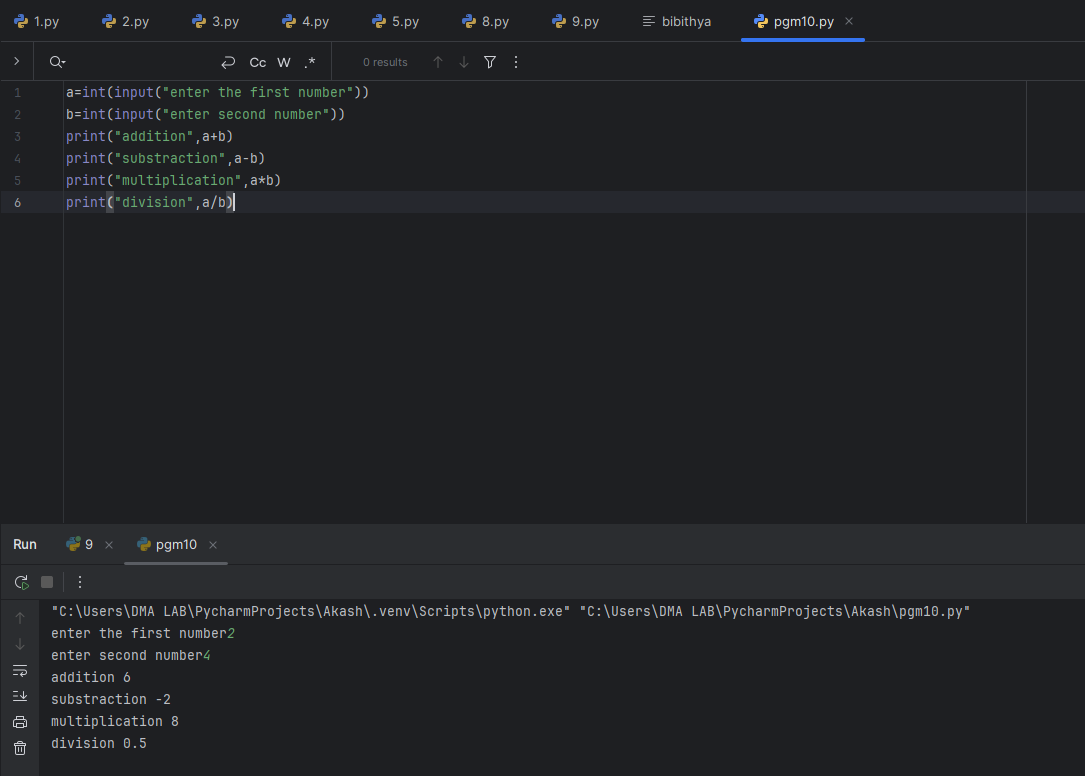 1.py 2.py 3.py 4.py 5.py 8.py 9.py bibithya pgm10.py
Cc W .* 0 results
1 a=int(input("enter the first number"))
2 b=int(input("enter second number"))
3 print("addition",a+b)
4 print("substraction",a-b)
5 print("multiplication",a*b)
6 print("division",a/b)
Run 9 pgm10
"C:\Users\DMA LAB\PycharmProjects\Akash\.venv\Scripts\python.exe" "C:\Users\DMA LAB\PycharmProjects\Akash\pgm10.py"
enter the first number2
enter second number4
addition 6
substraction -2
multiplication 8
division 0.5